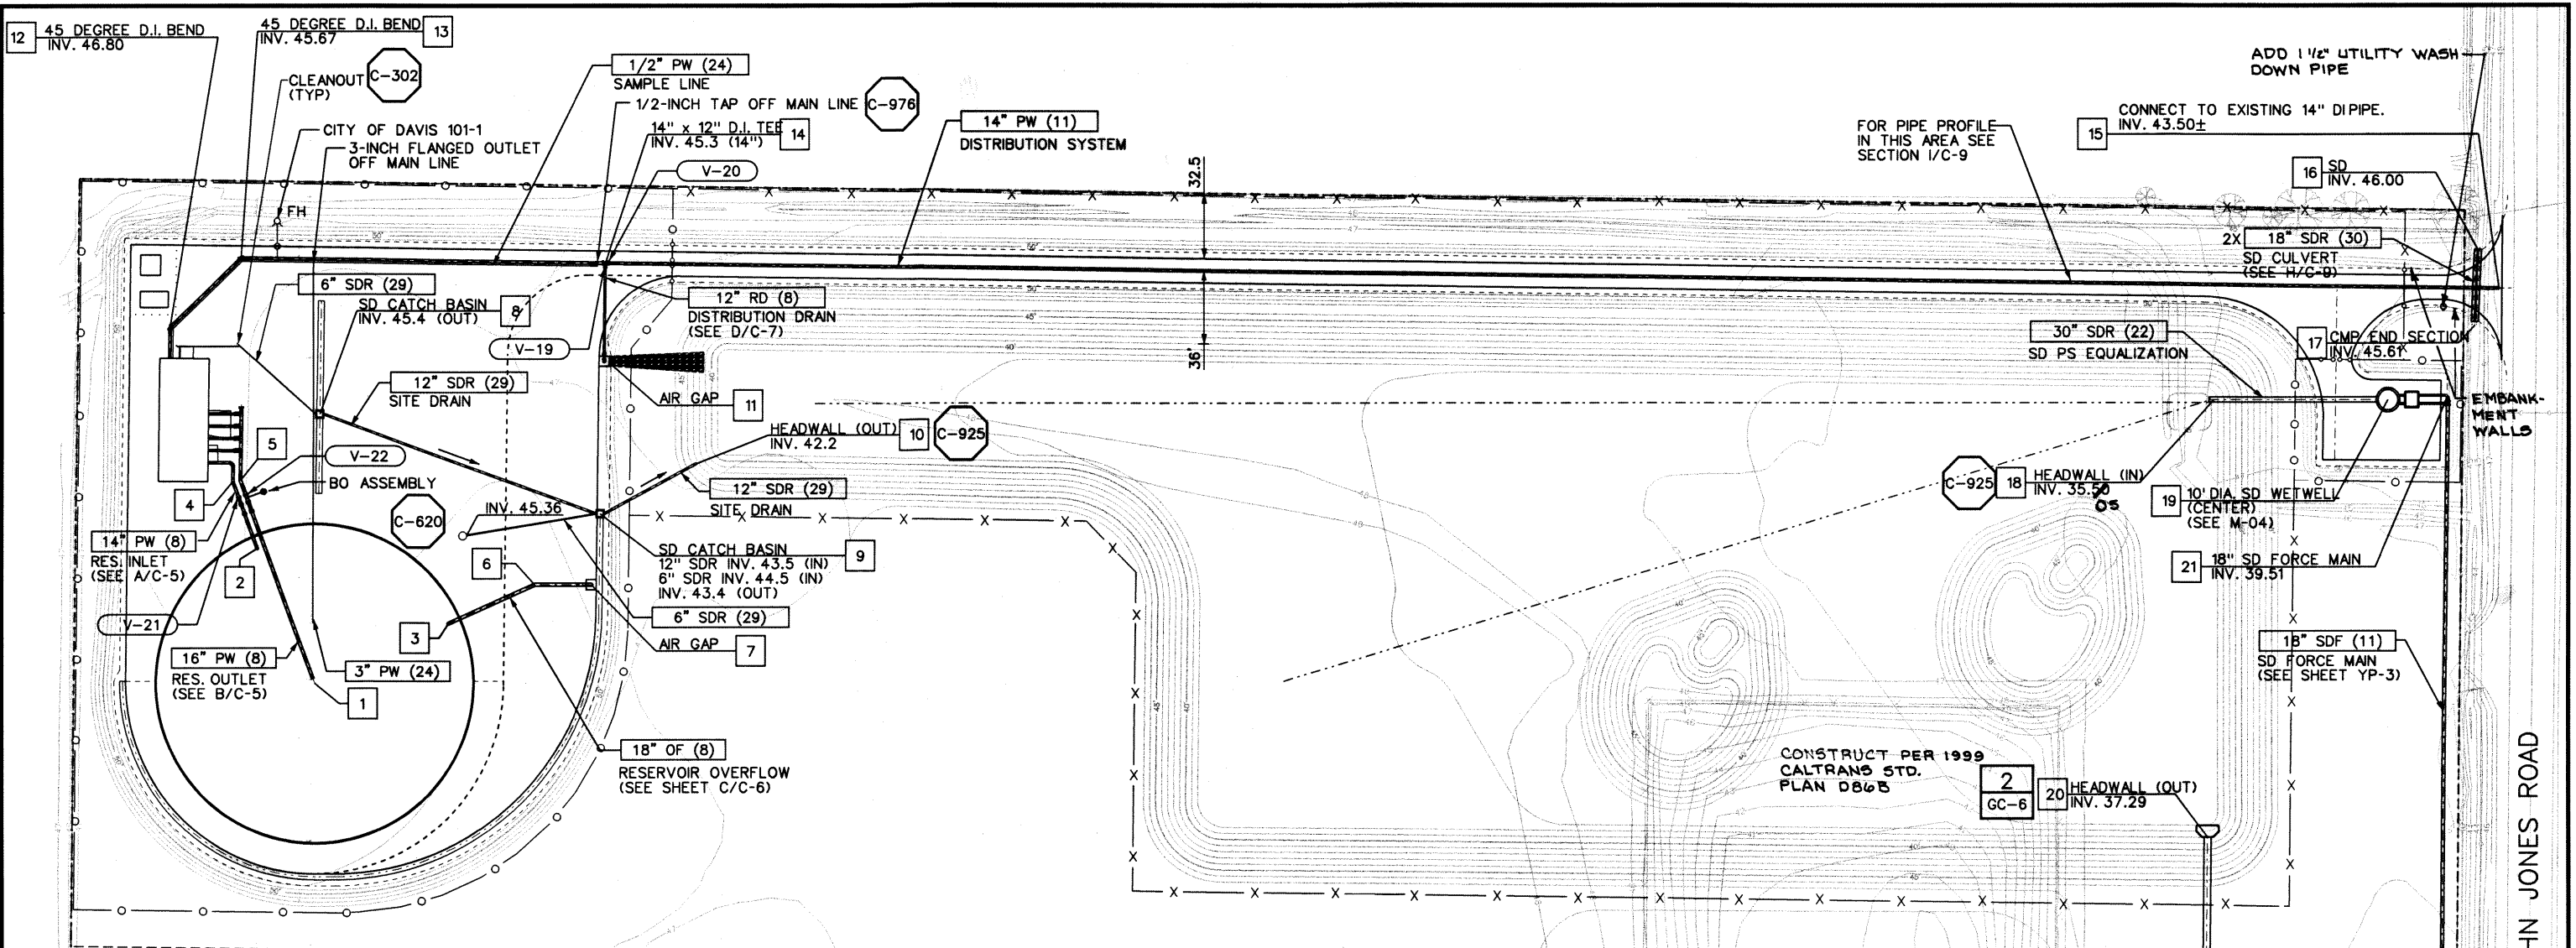 12
45 DEGREE D.I. BEND
INV. 46.80
45 DEGREE D.I. BEND
INV. 45.67
13
CLEANOUT
(TYP)
C-302
CITY OF DAVIS 101-1
3-INCH FLANGED OUTLET
OFF MAIN LINE
1/2" PW (24)
SAMPLE LINE
1/2-INCH TAP OFF MAIN LINE
C-976
14" x 12" D.I. TEE
INV. 45.3 (14")
14
V-20
14" PW (11)
DISTRIBUTION SYSTEM
32.5
FOR PIPE PROFILE
IN THIS AREA SEE
SECTION I/C-9
ADD 1 1/2" UTILITY WASH
DOWN PIPE
15
CONNECT TO EXISTING 14" DI PIPE.
INV. 43.50±
16
SD
INV. 46.00
FH
2X
18" SDR (30)
SD CULVERT
(SEE H/C-9)
6" SDR (29)
SD CATCH BASIN
INV. 45.4 (OUT)
8
12" RD (8)
DISTRIBUTION DRAIN
(SEE D/C-7)
V-19
36'
30" SDR (22)
SD PS EQUALIZATION
17
CMP END SECTION
INV. 45.61
12" SDR (29)
SITE DRAIN
AIR GAP
11
EMBANK-
MENT
WALLS
HEADWALL (OUT)
INV. 42.2
10
C-925
5
V-22
BO ASSEMBLY
4
12" SDR (29)
SITE DRAIN
C-925
18
HEADWALL (IN)
INV. 35.50
05
19
10' DIA. SD WETWELL
(CENTER)
(SEE M-04)
C-620
INV. 45.36
14" PW (8)
RES. INLET
(SEE A/C-5)
2
6
SD CATCH BASIN
12" SDR INV. 43.5 (IN)
6" SDR INV. 44.5 (IN)
INV. 43.4 (OUT)
9
21
18" SD FORCE MAIN
INV. 39.51
V-21
3
6" SDR (29)
AIR GAP
7
16" PW (8)
RES. OUTLET
(SEE B/C-5)
3" PW (24)
1
18" SDF (11)
SD FORCE MAIN
(SEE SHEET YP-3)
18" OF (8)
RESERVOIR OVERFLOW
(SEE SHEET C/C-6)
CONSTRUCT PER 1999
CALTRANS STD.
PLAN D86B
2
GC-6
20
HEADWALL (OUT)
INV. 37.29
HN JONES ROAD